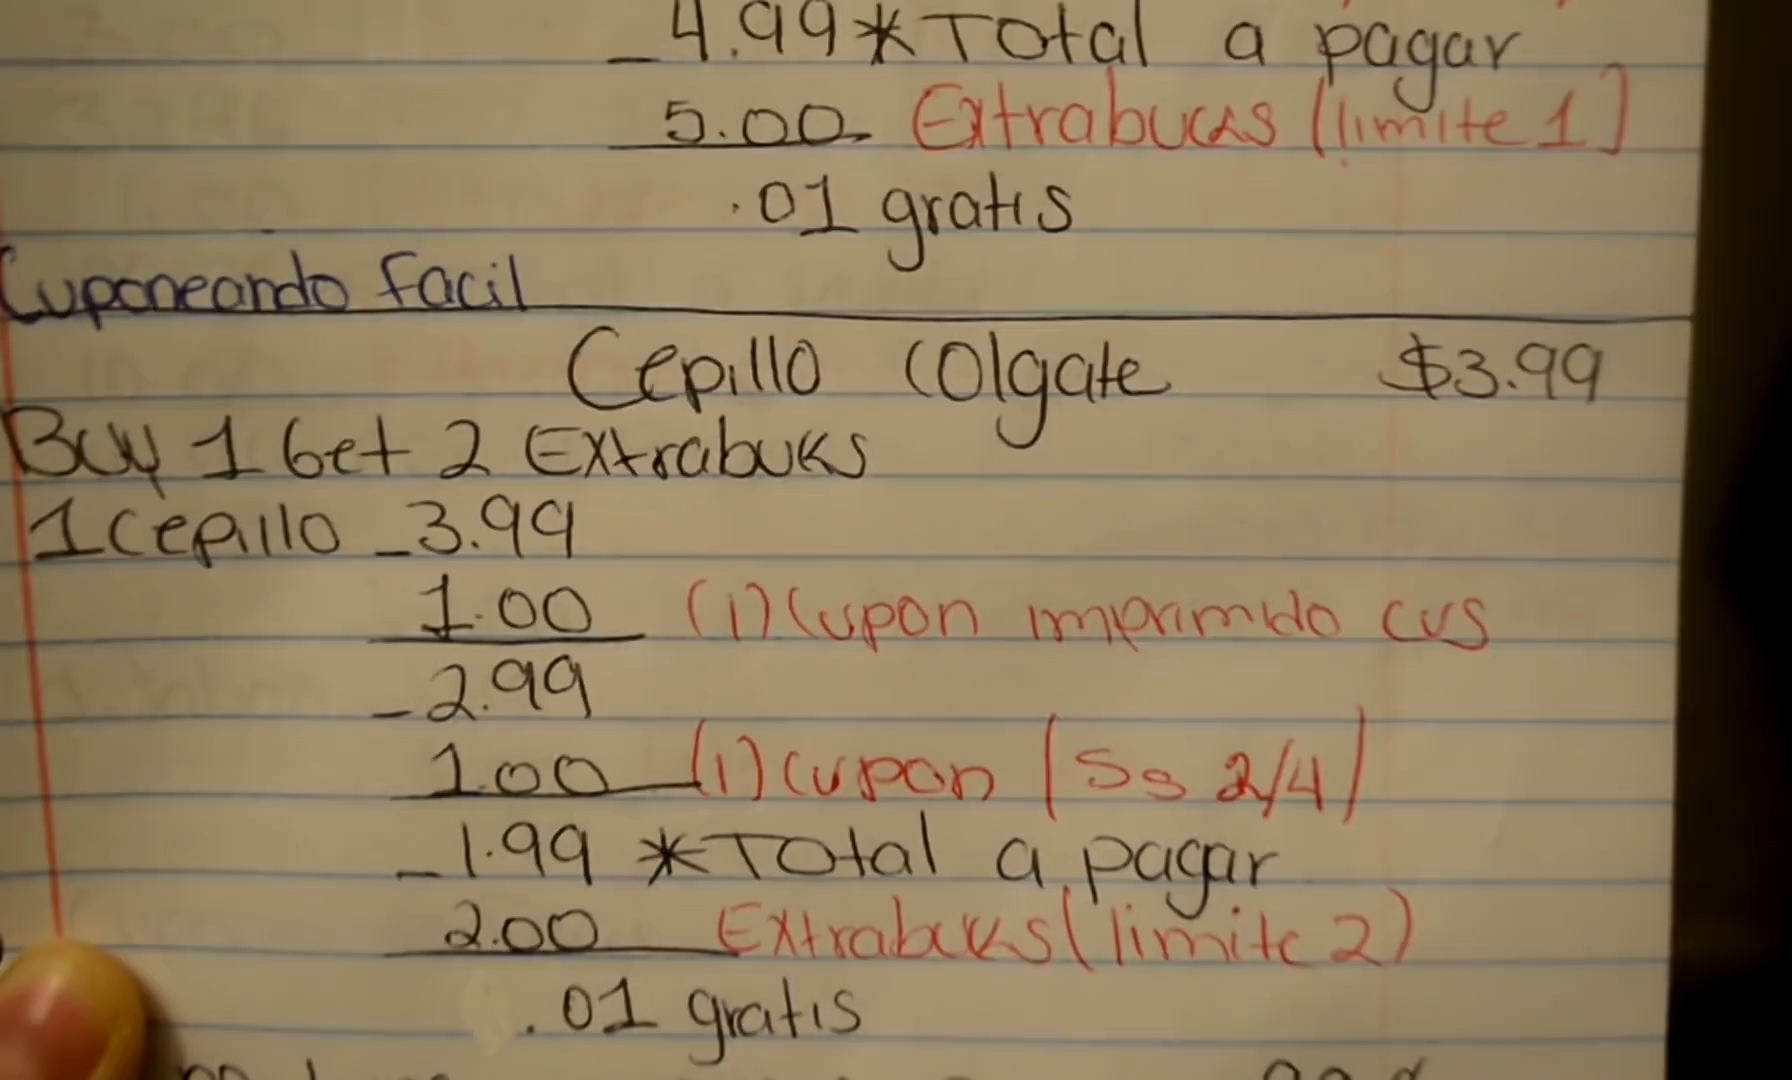 4.99 * Total a pagar
5.00 Extrabucks (limite 1)
.01 gratis
Cuponeando Facil
Cepillo Colgate $3.99
Buy 1 Get 2 Extrabuks
1 Cepillo - 3.99
1.00 (1) Cupon imprimido CVS
- 2.99
1.00 (1) Cupon (Ss 2/4)
- 1.99 * Total a pagar
2.00 Extrabuks (limite 2)
.01 gratis